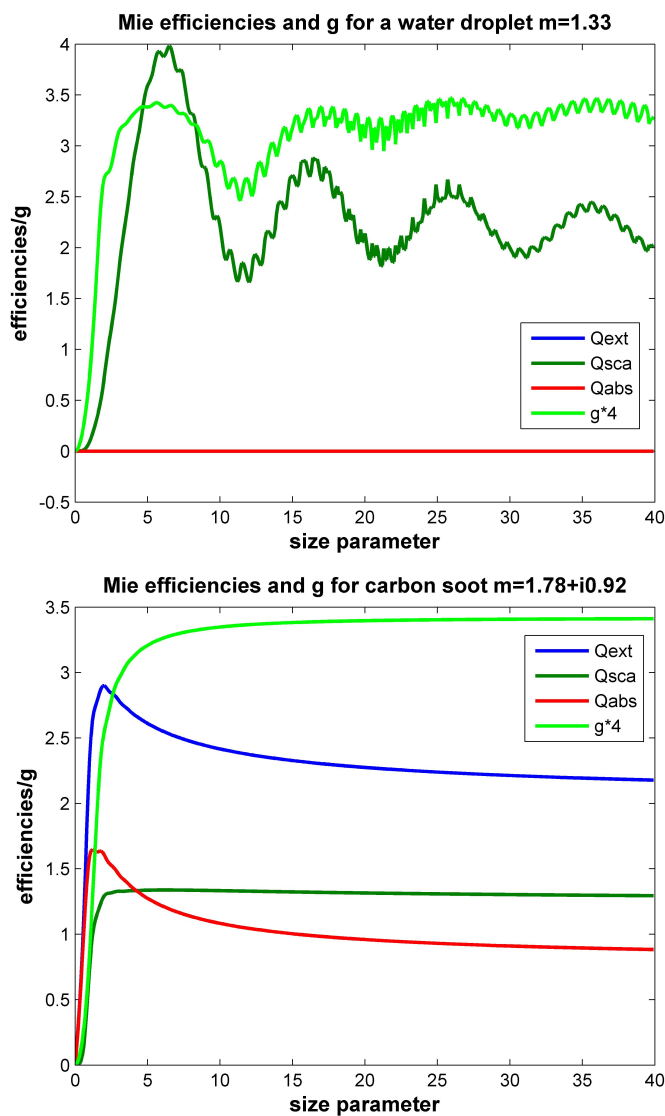 Mie efficiencies and g for a water droplet m=1.33
4
3.5
3
2.5
2
1.5
1
0.5
0
-0.5
efficiencies/g
Qext
Qsca
Qabs
g*4
0 5 10 15 20 25 30 35 40
size parameter
Mie efficiencies and g for carbon soot m=1.78+i0.92
3.5
3
2.5
2
1.5
1
0.5
0
efficiencies/g
Qext
Qsca
Qabs
g*4
0 5 10 15 20 25 30 35 40
size parameter